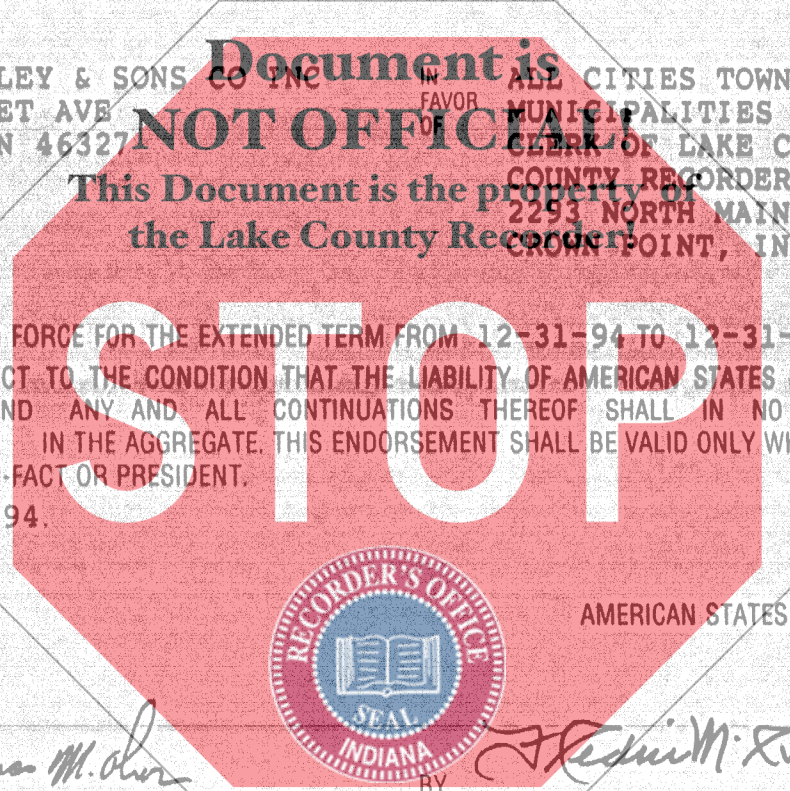 Document is
NOT OFFICIAL!
This Document is the property of
the Lake County Recorder!
LEY & SONS CO INC IN FAVOR OF ALL CITIES TOWN
ET AVE MUNICIPALITIES
N 46327 CLERK OF LAKE C
COUNTY RECORDER
2293 NORTH MAIN
CROWN POINT, IN
FORCE FOR THE EXTENDED TERM FROM 12-31-94 TO 12-31-
CT TO THE CONDITION THAT THE LIABILITY OF AMERICAN STATES
ND ANY AND ALL CONTINUATIONS THEREOF SHALL IN NO
IN THE AGGREGATE. THIS ENDORSEMENT SHALL BE VALID ONLY WH
-FACT OR PRESIDENT.
94.
STOP
RECORDER'S OFFICE
SEAL
INDIANA
AMERICAN STATES
BY